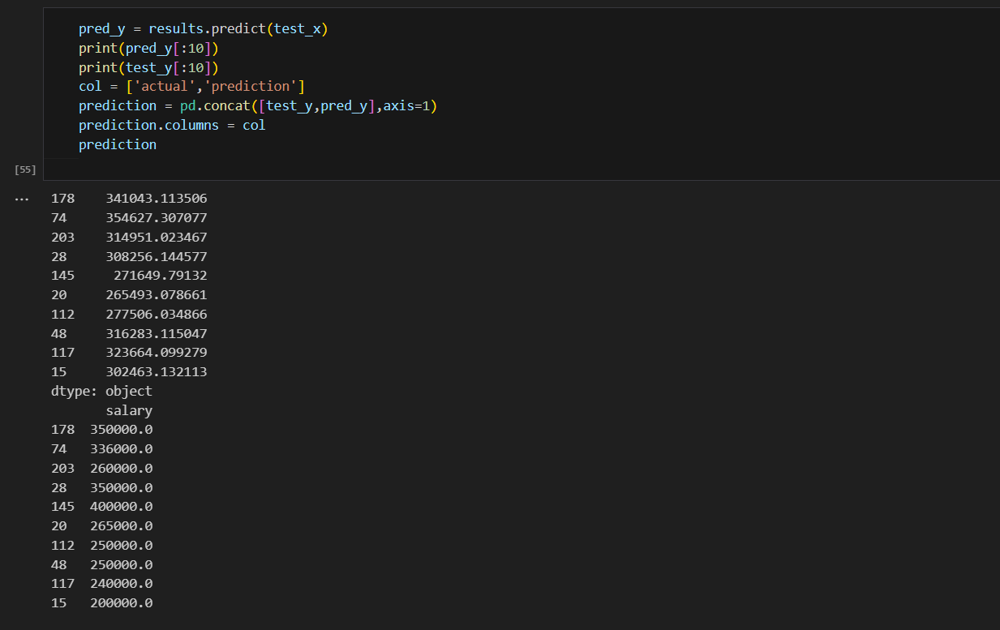 pred_y = results.predict(test_x)
print(pred_y[:10])
print(test_y[:10])
col = ['actual','prediction']
prediction = pd.concat([test_y,pred_y],axis=1)
prediction.columns = col
prediction
[55]
... 178 341043.113506
74 354627.307077
203 314951.023467
28 308256.144577
145 271649.79132
20 265493.078661
112 277506.034866
48 316283.115047
117 323664.099279
15 302463.132113
dtype: object
salary
178 350000.0
74 336000.0
203 260000.0
28 350000.0
145 400000.0
20 265000.0
112 250000.0
48 250000.0
117 240000.0
15 200000.0